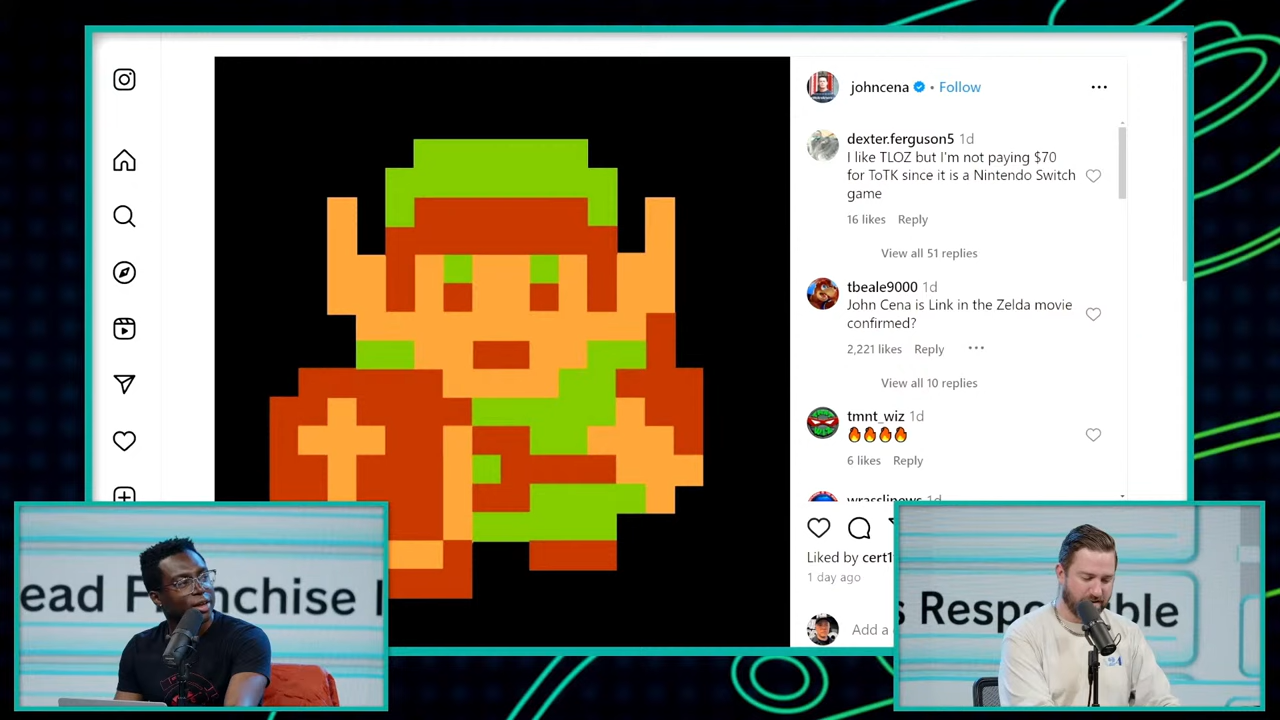 johncena • Follow
dexter.ferguson5 1d
I like TLOZ but I'm not paying $70
for ToTK since it is a Nintendo Switch
game
16 likes Reply
View all 51 replies
tbeale9000 1d
John Cena is Link in the Zelda movie
confirmed?
2,221 likes Reply
View all 10 replies
tmnt_wiz 1d
🔥🔥🔥🔥
6 likes Reply
wrasslinews 1d
Liked by cert1
1 day ago
Add a
ead Franchise
s Responsible